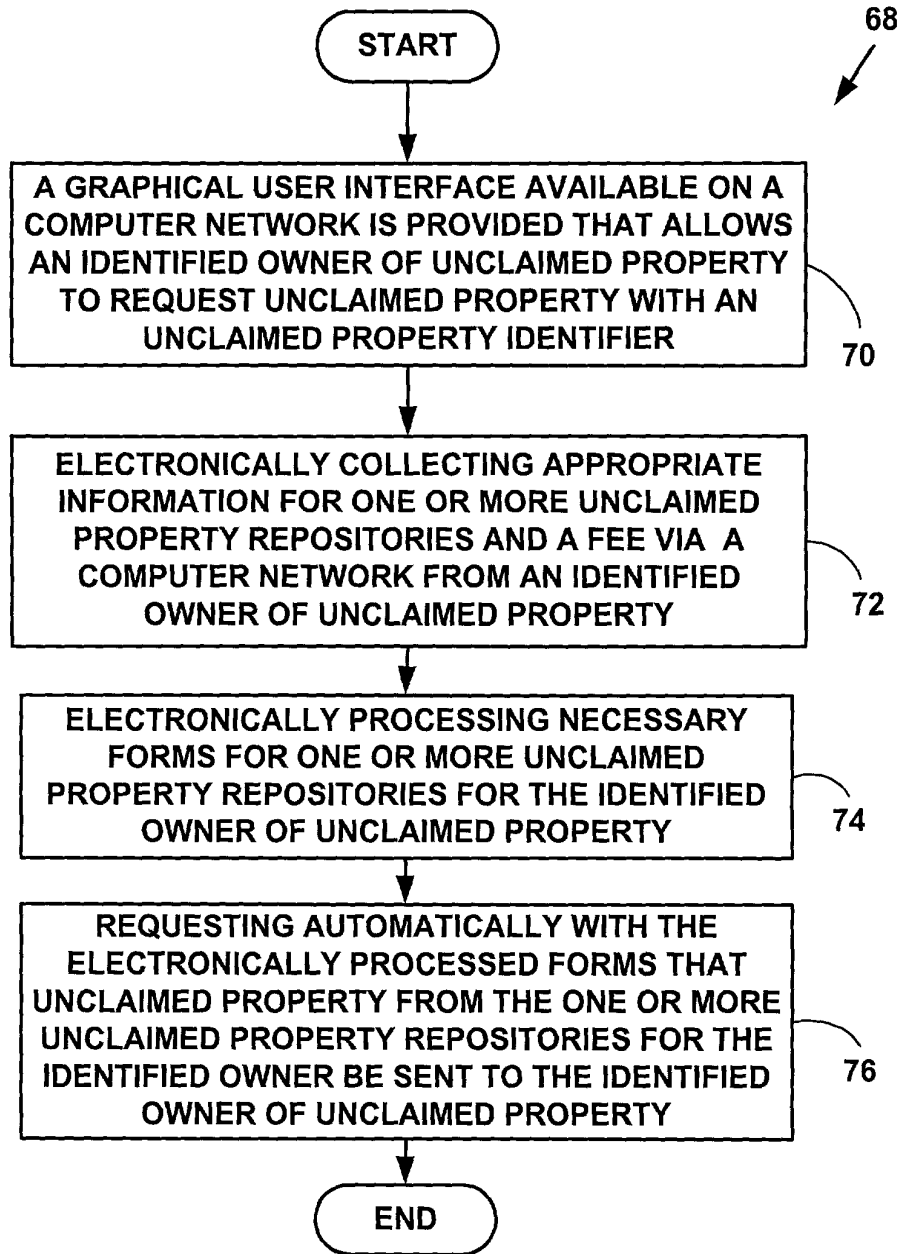 START
68
A GRAPHICAL USER INTERFACE AVAILABLE ON A
COMPUTER NETWORK IS PROVIDED THAT ALLOWS
AN IDENTIFIED OWNER OF UNCLAIMED PROPERTY
TO REQUEST UNCLAIMED PROPERTY WITH AN
UNCLAIMED PROPERTY IDENTIFIER
70
ELECTRONICALLY COLLECTING APPROPRIATE
INFORMATION FOR ONE OR MORE UNCLAIMED
PROPERTY REPOSITORIES AND A FEE VIA A
COMPUTER NETWORK FROM AN IDENTIFIED
OWNER OF UNCLAIMED PROPERTY
72
ELECTRONICALLY PROCESSING NECESSARY
FORMS FOR ONE OR MORE UNCLAIMED
PROPERTY REPOSITORIES FOR THE IDENTIFIED
OWNER OF UNCLAIMED PROPERTY
74
REQUESTING AUTOMATICALLY WITH THE
ELECTRONICALLY PROCESSED FORMS THAT
UNCLAIMED PROPERTY FROM THE ONE OR MORE
UNCLAIMED PROPERTY REPOSITORIES FOR THE
IDENTIFIED OWNER BE SENT TO THE IDENTIFIED
OWNER OF UNCLAIMED PROPERTY
76
END